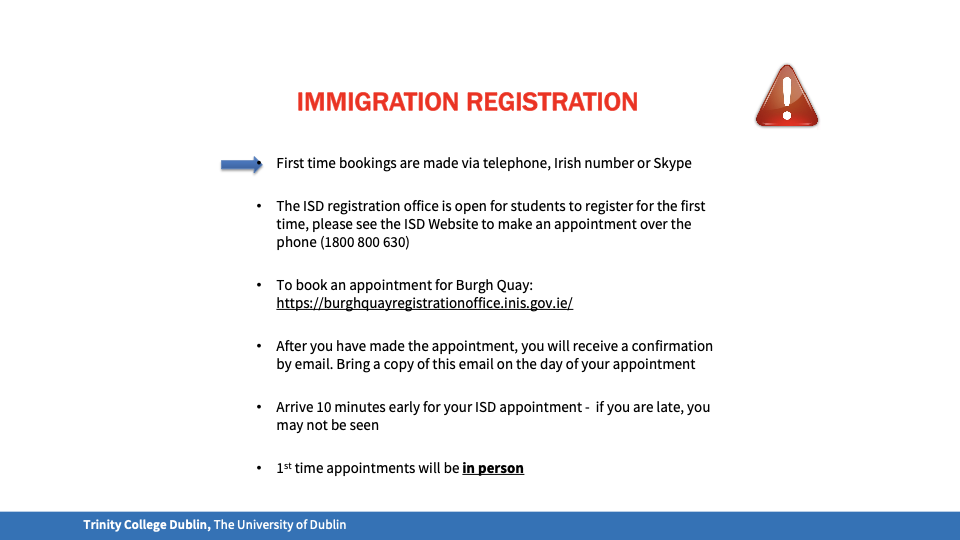 IMMIGRATION REGISTRATION
• First time bookings are made via telephone, Irish number or Skype
• The ISD registration office is open for students to register for the first
time, please see the ISD Website to make an appointment over the
phone (1800 800 630)
• To book an appointment for Burgh Quay:
https://burghquayregistrationoffice.inis.gov.ie/
• After you have made the appointment, you will receive a confirmation
by email. Bring a copy of this email on the day of your appointment
• Arrive 10 minutes early for your ISD appointment -  if you are late, you
may not be seen
• 1st time appointments will be in person
Trinity College Dublin, The University of Dublin